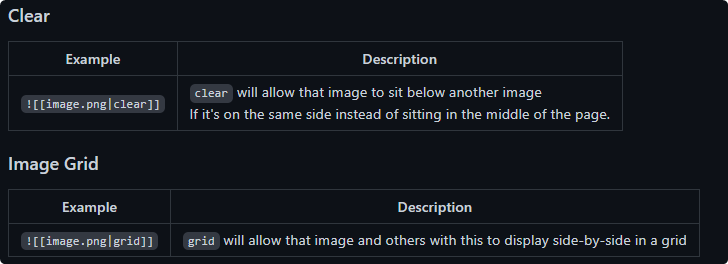 Clear
Example Description
![[image.png|clear]] clear will allow that image to sit below another image
If it's on the same side instead of sitting in the middle of the page.
Image Grid
Example Description
![[image.png|grid]] grid will allow that image and others with this to display side-by-side in a grid